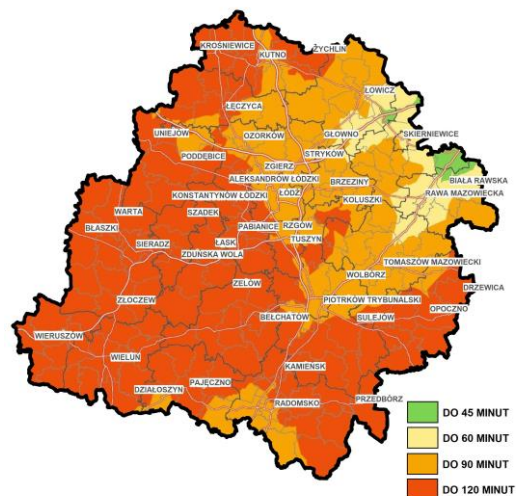 KROŚNIEWICE
ŻYCHLIN
KUTNO
ŁOWICZ
ŁĘCZYCA
UNIEJÓW
OZORKÓW
GŁOWNO
SKIERNIEWICE
STRYKÓW
PODDĘBICE
ZGIERZ
ALEKSANDRÓW ŁÓDZKI
BRZEZINY
BIAŁA RAWSKA
RAWA MAZOWIECKA
KONSTANTYNÓW ŁÓDZKI
ŁÓDŹ
KOLUSZKI
WARTA
SZADEK
PABIANICE
RZGÓW
BŁASZKI
SIERADZ
ŁASK
TUSZYN
ZDUŃSKA WOLA
TOMASZÓW MAZOWIECKI
WOLBÓRZ
ZELÓW
DRZEWICA
ZŁOCZEW
PIOTRKÓW TRYBUNALSKI
OPOCZNO
BEŁCHATÓW
SULEJÓW
WIERUSZÓW
WIELUŃ
KAMIEŃSK
PAJĘCZNO
DZIAŁOSZYN
RADOMSKO
PRZEDBÓRZ
DO 45 MINUT
DO 60 MINUT
DO 90 MINUT
DO 120 MINUT